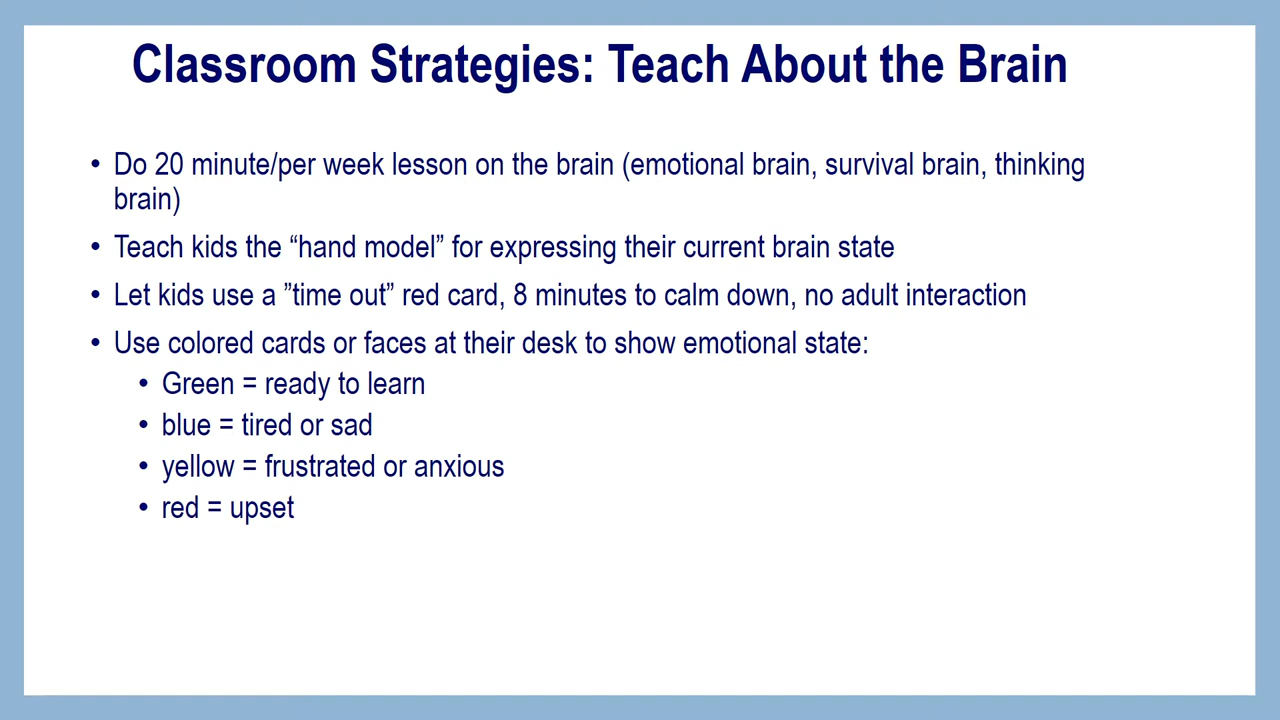 Classroom Strategies: Teach About the Brain
• Do 20 minute/per week lesson on the brain (emotional brain, survival brain, thinking
brain)
• Teach kids the “hand model” for expressing their current brain state
• Let kids use a ”time out” red card, 8 minutes to calm down, no adult interaction
• Use colored cards or faces at their desk to show emotional state:
• Green = ready to learn
• blue = tired or sad
• yellow = frustrated or anxious
• red = upset